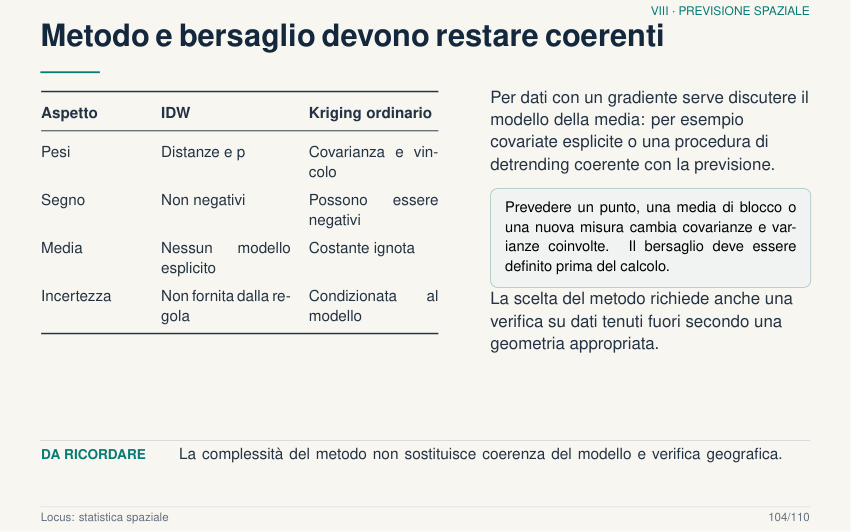 VIII · PREVISIONE SPAZIALE
Metodo e bersaglio devono restare coerenti
Aspetto IDW Kriging ordinario
Pesi Distanze e p Covarianza e vin-
colo
Segno Non negativi Possono essere
negativi
Media Nessun modello Costante ignota
esplicito
Incertezza Non fornita dalla re- Condizionata al
gola modello
Per dati con un gradiente serve discutere il
modello della media: per esempio
covariate esplicite o una procedura di
detrending coerente con la previsione.
Prevedere un punto, una media di blocco o
una nuova misura cambia covarianze e var-
ianze coinvolte. Il bersaglio deve essere
definito prima del calcolo.
La scelta del metodo richiede anche una
verifica su dati tenuti fuori secondo una
geometria appropriata.
DA RICORDARE La complessità del metodo non sostituisce coerenza del modello e verifica geografica.
Locus: statistica spaziale 104/110